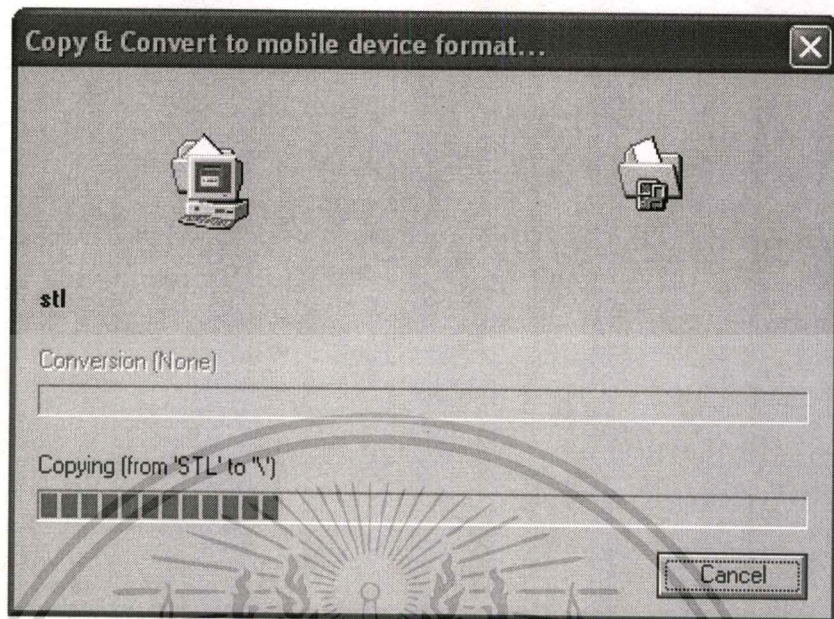 Copy & Convert to mobile device format...
stl
Conversion (None)
Copying (from 'STL' to '\')
Cancel